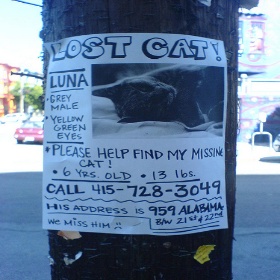 LOST CAT!
LUNA
• GREY
MALE
• YELLOW
GREEN
EYES
• PLEASE HELP FIND MY MISSING
CAT!
• 6 YRS. OLD • 13 lbs.
CALL 415-728-3049
HIS ADDRESS IS 959 ALABAMA
WE MISS HIM B/W 21st & 22nd